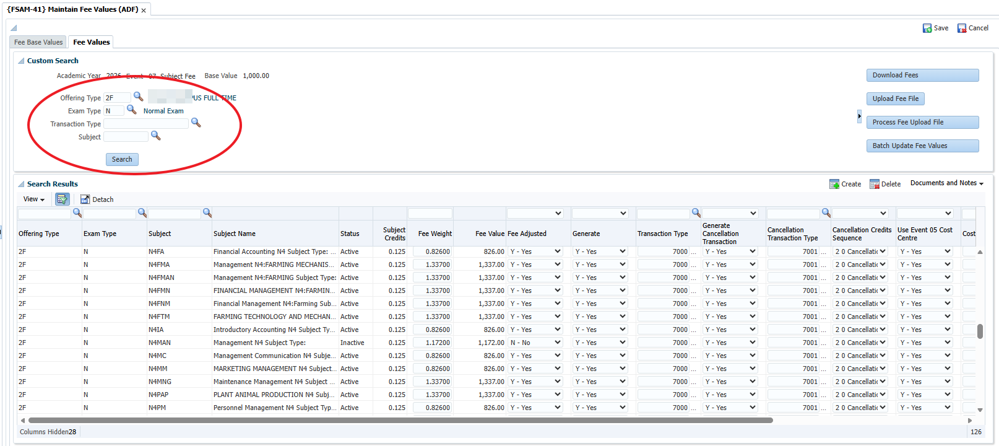 {FSAM-41} Maintain Fee Values (ADF) x
Save Cancel
Fee Base Values Fee Values
Custom Search
Academic Year 2026 Event 07 Subject Fee Base Value 1,000.00
Download Fees
Offering Type 2F PUS FULL TIME
Upload Fee File
Exam Type N Normal Exam
Transaction Type
Process Fee Upload File
Subject
Batch Update Fee Values
Search
Search Results
Create Delete Documents and Notes
View Detach
Offering Type Exam Type Subject Subject Name Status Subject Credits Fee Weight Fee Value Fee Adjusted Generate Transaction Type Generate Cancellation Transaction Cancellation Transaction Type Cancellation Credits Sequence Use Event 05 Cost Centre Cost
2F N N4FA Financial Accounting N4 Subject Type: ... Active 0.125 0.82600 826.00 Y - Yes Y - Yes 7000 ... Y - Yes 7001 ... 2 0 Cancellatic Y - Yes
2F N N4FMA Management N4:FARMING MECHANIS... Active 0.125 1.33700 1,337.00 Y - Yes Y - Yes 7000 ... Y - Yes 7001 ... 2 0 Cancellatic Y - Yes
2F N N4FMAN Management N4:FARMING Subject Type: Active 0.125 1.33700 1,337.00 Y - Yes Y - Yes 7000 ... Y - Yes 7001 ... 2 0 Cancellatic Y - Yes
2F N N4FMN FINANCIAL MANAGEMENT N4:FARMIN... Active 0.125 1.33700 1,337.00 Y - Yes Y - Yes 7000 ... Y - Yes 7001 ... 2 0 Cancellatic Y - Yes
2F N N4FNM Financial Management N4:Farming Sub... Active 0.125 1.33700 1,337.00 Y - Yes Y - Yes 7000 ... Y - Yes 7001 ... 2 0 Cancellatic Y - Yes
2F N N4FTM FARMING TECHNOLOGY AND MECHAN... Active 0.125 1.33700 1,337.00 Y - Yes Y - Yes 7000 ... Y - Yes 7001 ... 2 0 Cancellatic Y - Yes
2F N N4IA Introductory Accounting N4 Subject Ty... Active 0.125 0.82600 826.00 Y - Yes Y - Yes 7000 ... Y - Yes 7001 ... 2 0 Cancellatic Y - Yes
2F N N4MAN Management N4 Subject Type: Inactive 0.125 1.17200 1,172.00 N - No Y - Yes 7000 ... Y - Yes 7001 ... 2 0 Cancellatic Y - Yes
2F N N4MC Management Communication N4 Subje... Active 0.125 0.82600 826.00 Y - Yes Y - Yes 7000 ... Y - Yes 7001 ... 2 0 Cancellatic Y - Yes
2F N N4MM MARKETING MANAGEMENT N4 Subject... Active 0.125 0.82600 826.00 Y - Yes Y - Yes 7000 ... Y - Yes 7001 ... 2 0 Cancellatic Y - Yes
2F N N4MNG Maintenance Management N4 Subject ... Active 0.125 1.33700 1,337.00 Y - Yes Y - Yes 7000 ... Y - Yes 7001 ... 2 0 Cancellatic Y - Yes
2F N N4PAP PLANT ANIMAL PRODUCTION N4 Subj... Active 0.125 1.33700 1,337.00 Y - Yes Y - Yes 7000 ... Y - Yes 7001 ... 2 0 Cancellatic Y - Yes
2F N N4PM Personnel Management N4 Subject Typ... Active 0.125 0.82600 826.00 Y - Yes Y - Yes 7000 ... Y - Yes 7001 ... 2 0 Cancellatic Y - Yes
Columns Hidden28 126